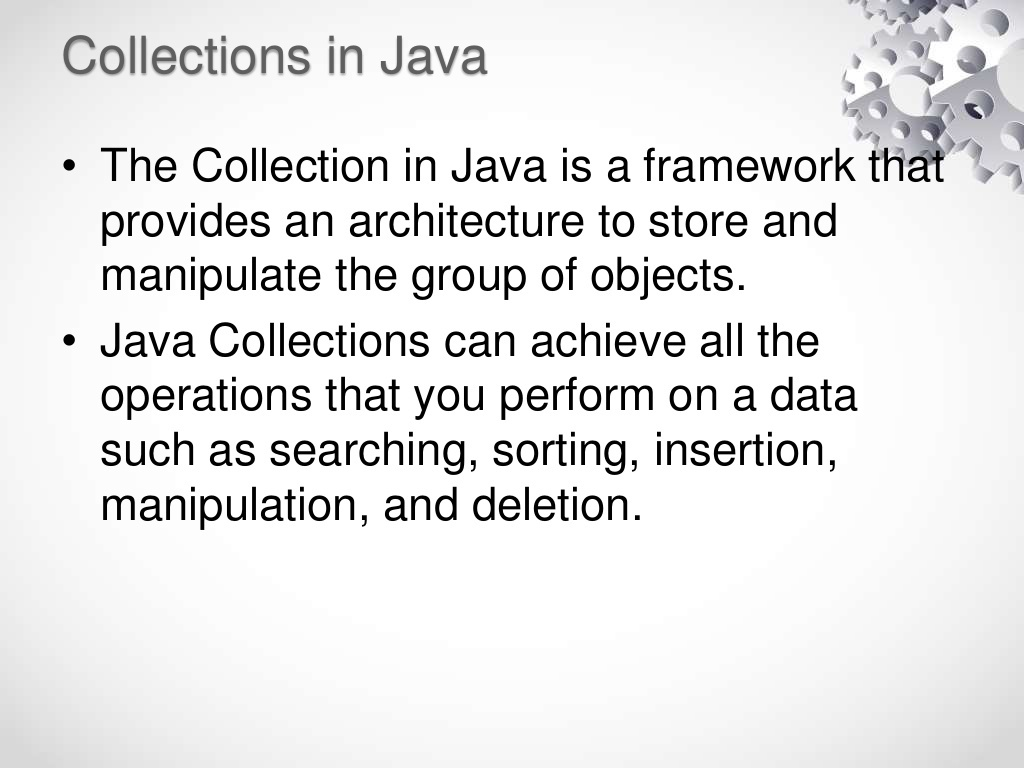 Collections in Java
• The Collection in Java is a framework that
provides an architecture to store and
manipulate the group of objects.
• Java Collections can achieve all the
operations that you perform on a data
such as searching, sorting, insertion,
manipulation, and deletion.